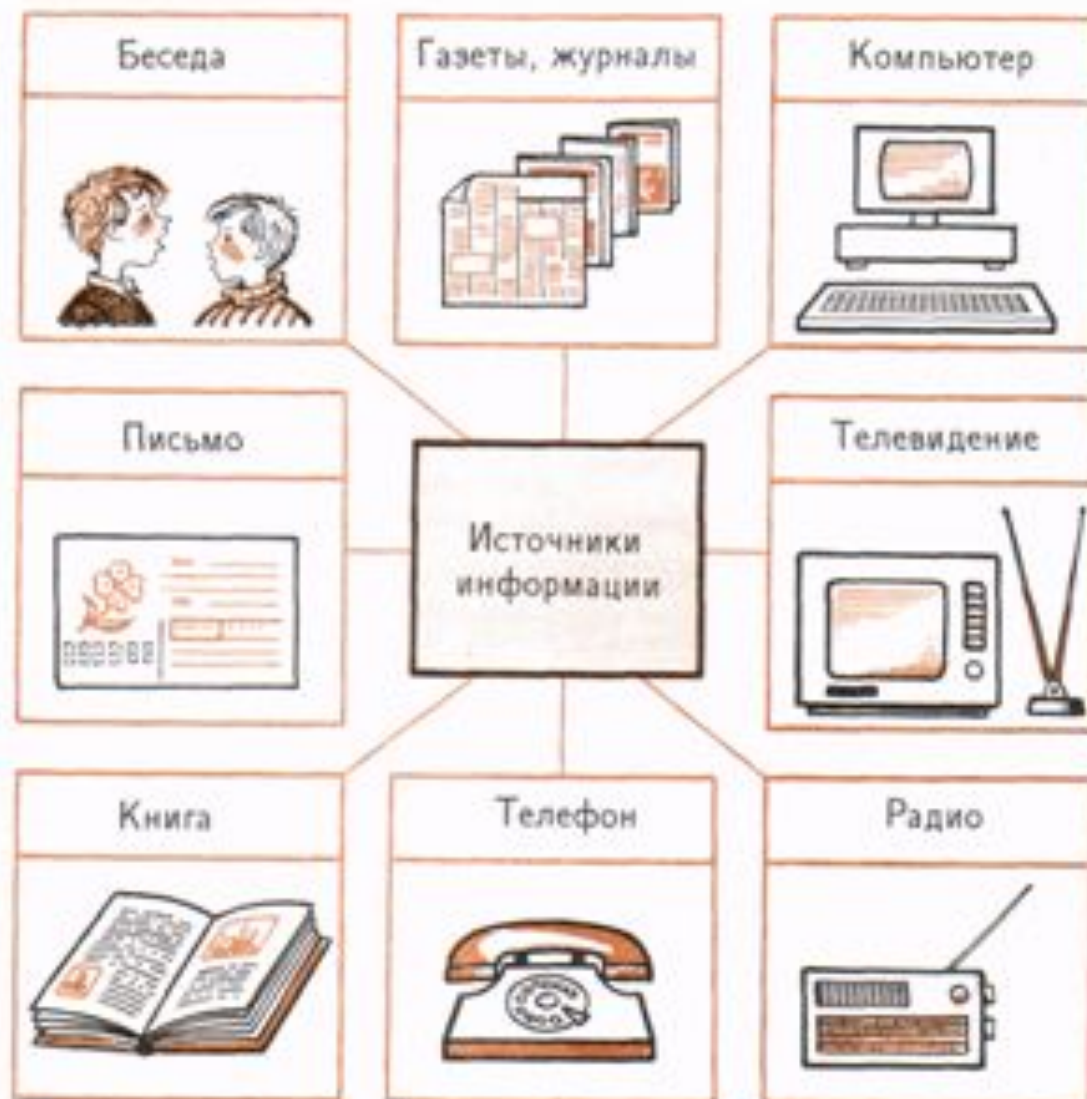 Беседа
Газеты, журналы
Компьютер
Письмо
Источники
информации
Телевидение
Книга
Телефон
Радио